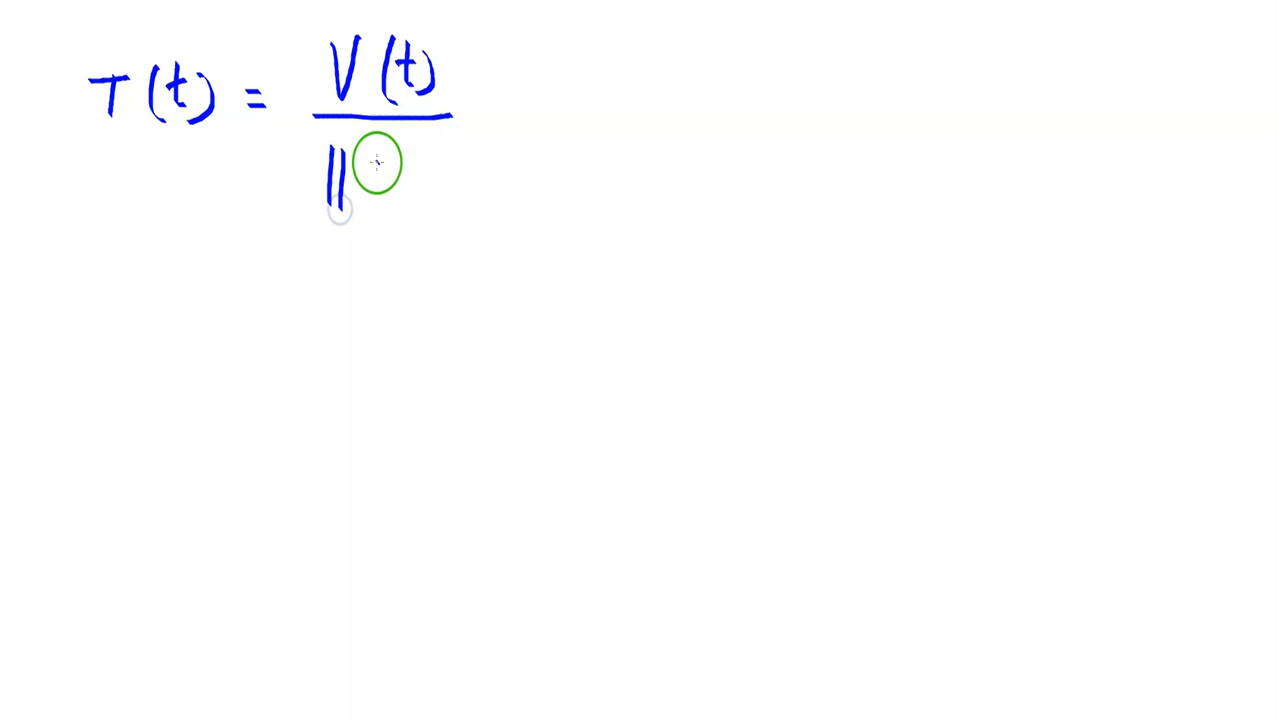 T(t) = V(t)
||